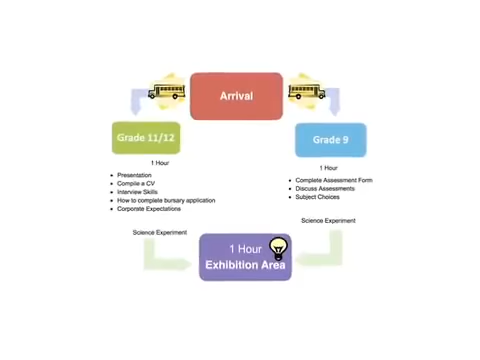 Arrival
Grade 11/12
1 Hour
Presentation
Compile a CV
Interview Skills
How to complete bursary application
Corporate Expectations
Science Experiment
Grade 9
1 Hour
Complete Assessment Form
Discuss Assessments
Subject Choices
Science Experiment
1 Hour
Exhibition Area